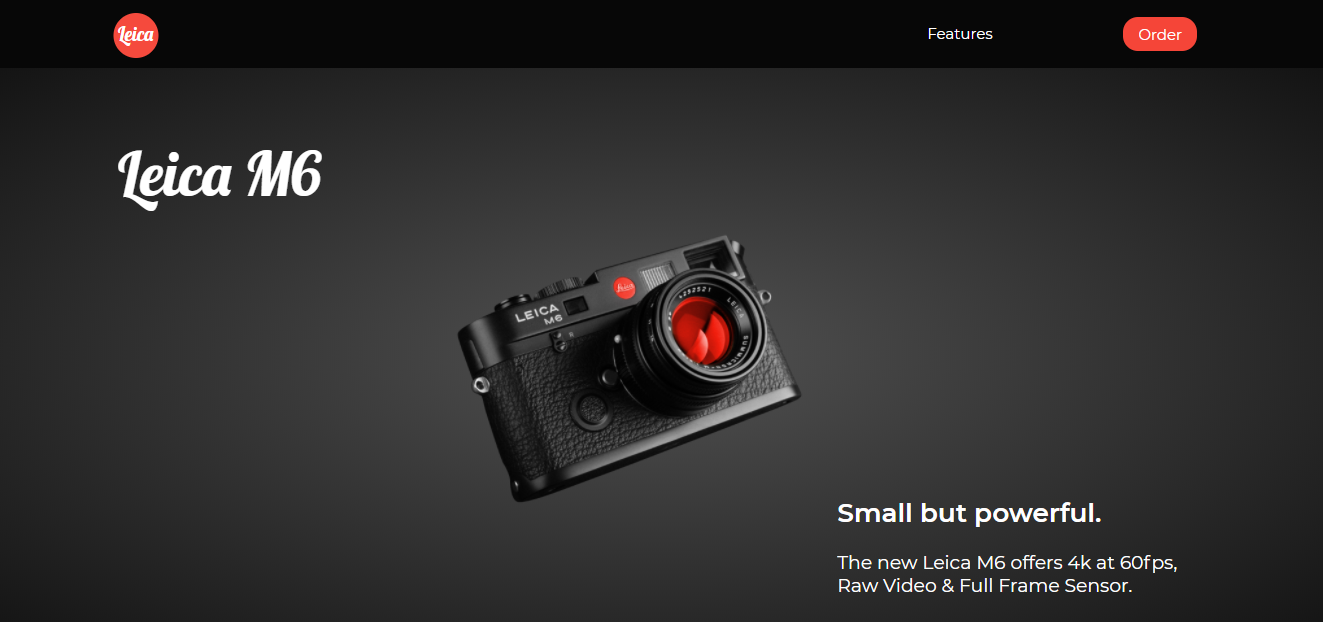 Leica
Features
Order
Leica M6
Leica
LEICA
M6
LEICA
Small but powerful.
The new Leica M6 offers 4k at 60fps,
Raw Video & Full Frame Sensor.